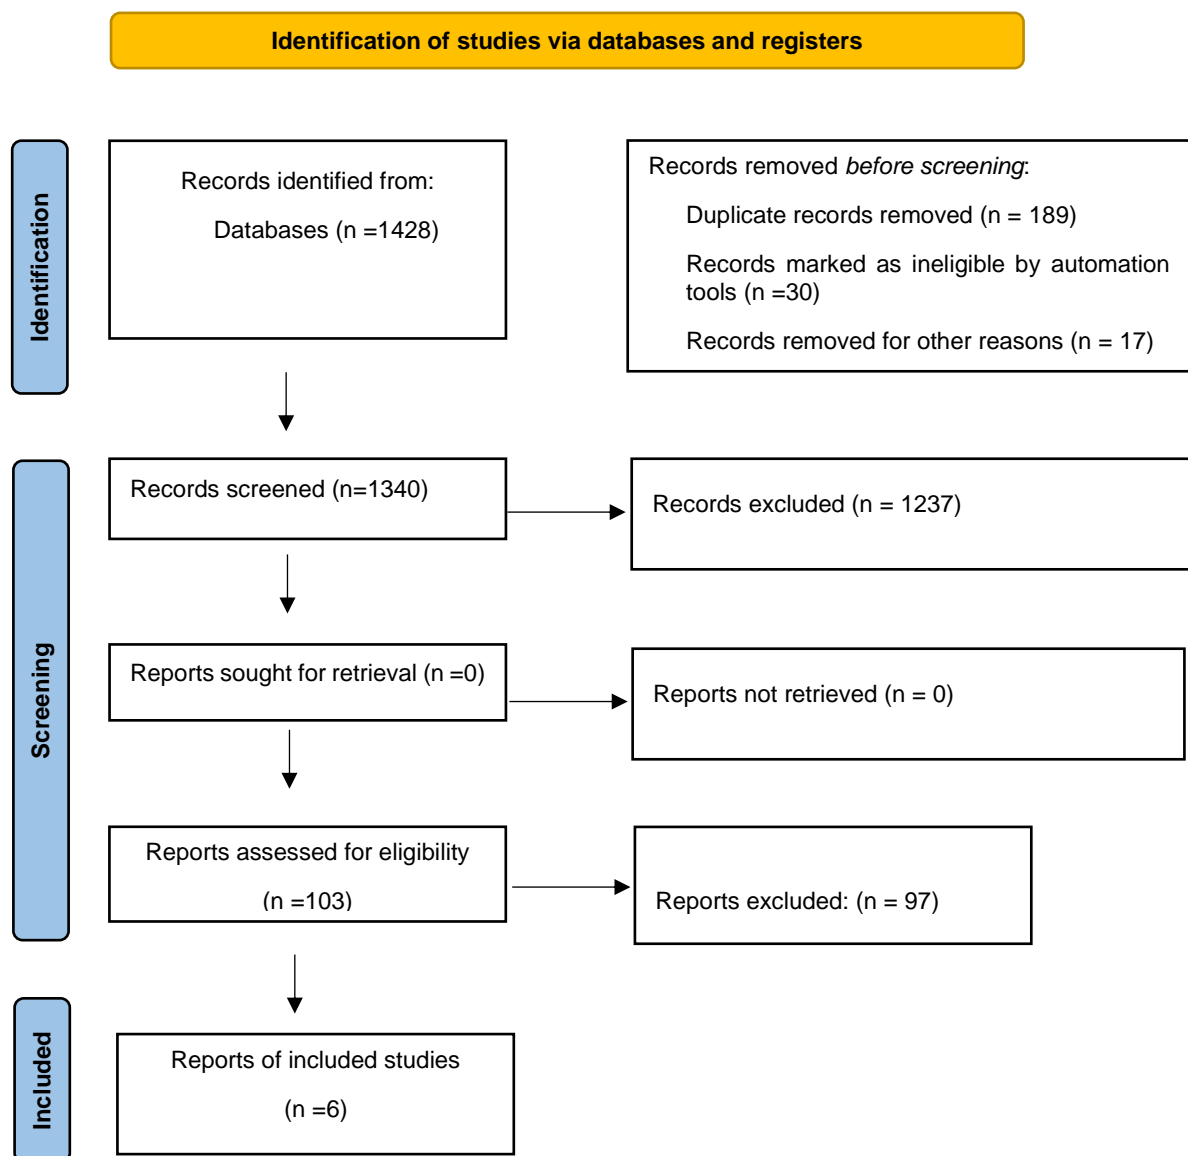 Identification of studies via databases and registers
Identification
Records identified from:
Databases (n =1428)
Records removed before screening:
Duplicate records removed (n = 189)
Records marked as ineligible by automation
tools (n =30)
Records removed for other reasons (n = 17)
Screening
Records screened (n=1340)
Records excluded (n = 1237)
Reports sought for retrieval (n =0)
Reports not retrieved (n = 0)
Reports assessed for eligibility
(n =103)
Reports excluded: (n = 97)
Included
Reports of included studies
(n =6)